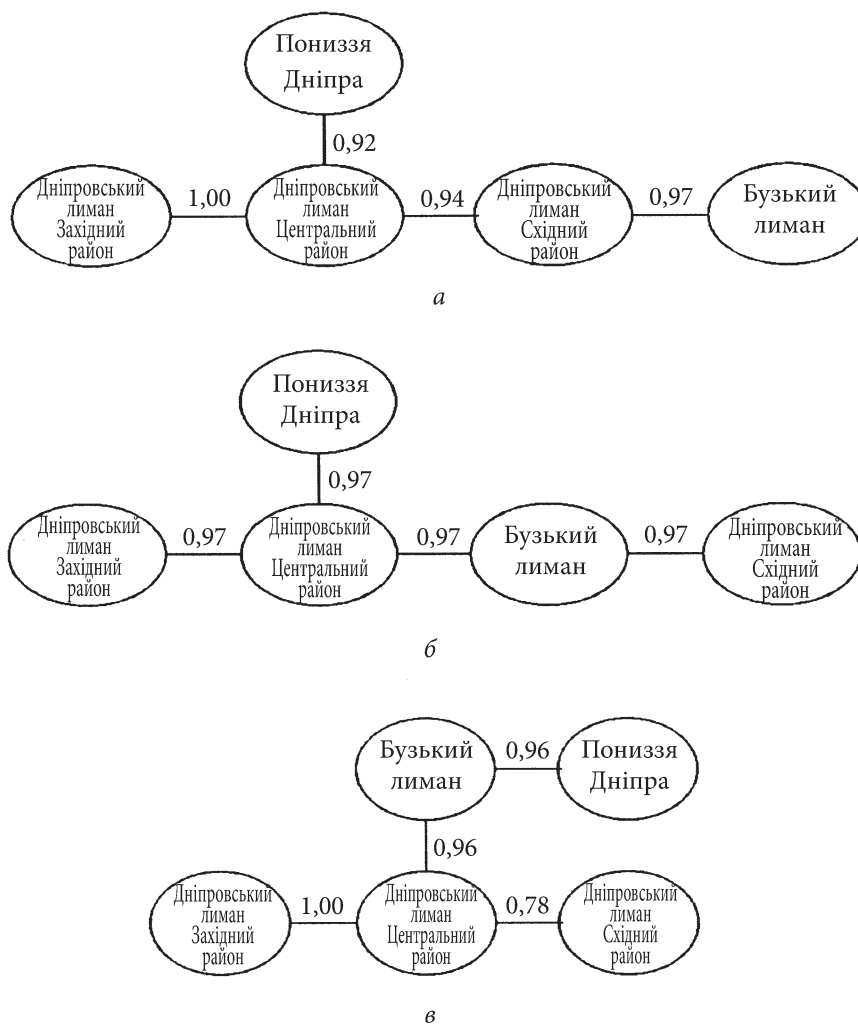 Пониззя
Дніпра
0,92
Дніпровський
лиман
Західний
район
1,00
Дніпровський
лиман
Центральний
район
0,94
Дніпровський
лиман
Східний
район
0,97
Бузький
лиман
а
Пониззя
Дніпра
0,97
Дніпровський
лиман
Західний
район
0,97
Дніпровський
лиман
Центральний
район
0,97
Бузький
лиман
0,97
Дніпровський
лиман
Східний
район
б
Бузький
лиман
0,96
Пониззя
Дніпра
0,96
Дніпровський
лиман
Західний
район
1,00
Дніпровський
лиман
Центральний
район
0,78
Дніпровський
лиман
Східний
район
в